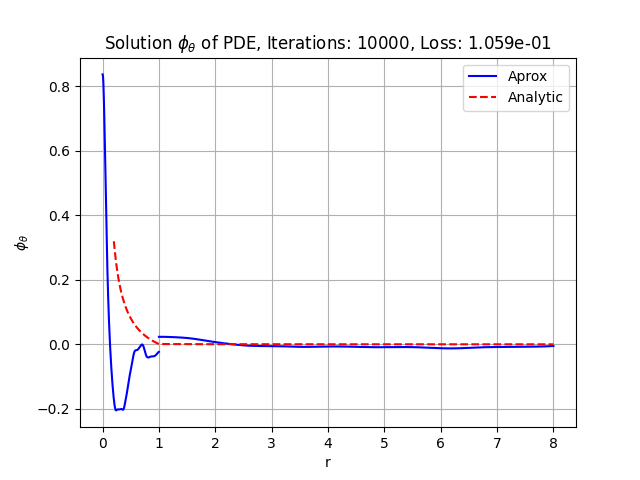 Solution $\phi_\theta$ of PDE, Iterations: 10000, Loss: 1.059e-01
Aprox
Analytic
0.8
0.6
0.4
0.2
0.0
−0.2
$\phi_\theta$
0 1 2 3 4 5 6 7 8
r